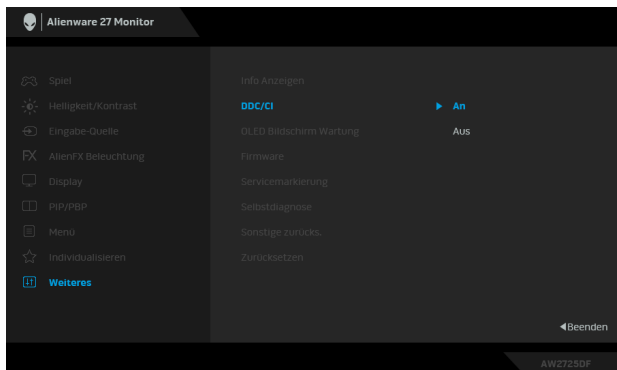 Alienware 27 Monitor
Spiel
Helligkeit/Kontrast
Eingabe-Quelle
AlienFX Beleuchtung
Display
PIP/PBP
Menü
Individualisieren
Weiteres
Info Anzeigen
DDC/CI
An
Aus
OLED Bildschirm Wartung
Firmware
Servicemarkierung
Selbstdiagnose
Sonstige zurücks.
Zurücksetzen
Beenden
AW2725DF